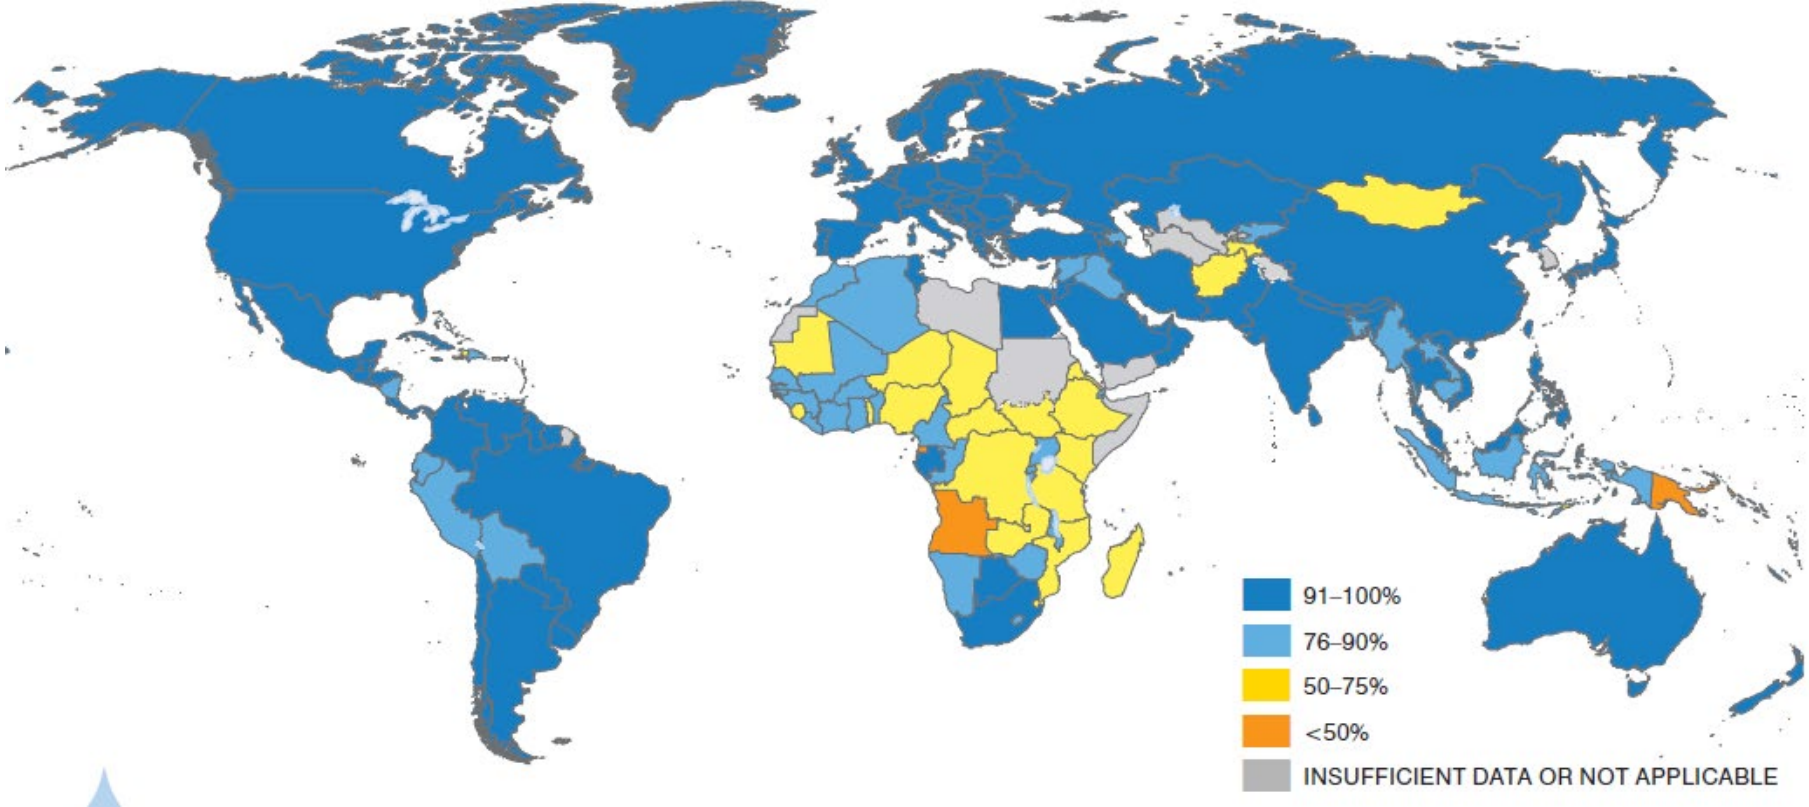 91–100%
76–90%
50–75%
<50%
INSUFFICIENT DATA OR NOT APPLICABLE